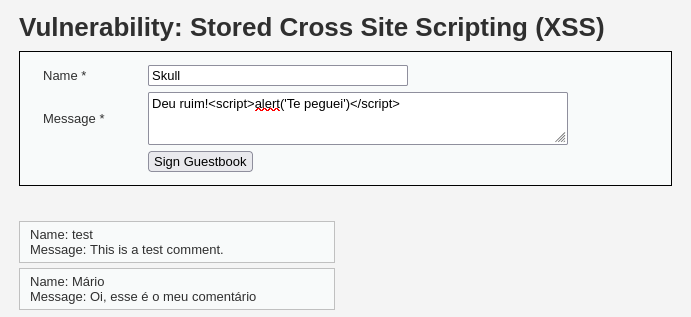 Vulnerability: Stored Cross Site Scripting (XSS)
Name * Skull
Message * Deu ruim!<script>alert('Te peguei')</script>
Sign Guestbook
Name: test
Message: This is a test comment.
Name: Mário
Message: Oi, esse é o meu comentário